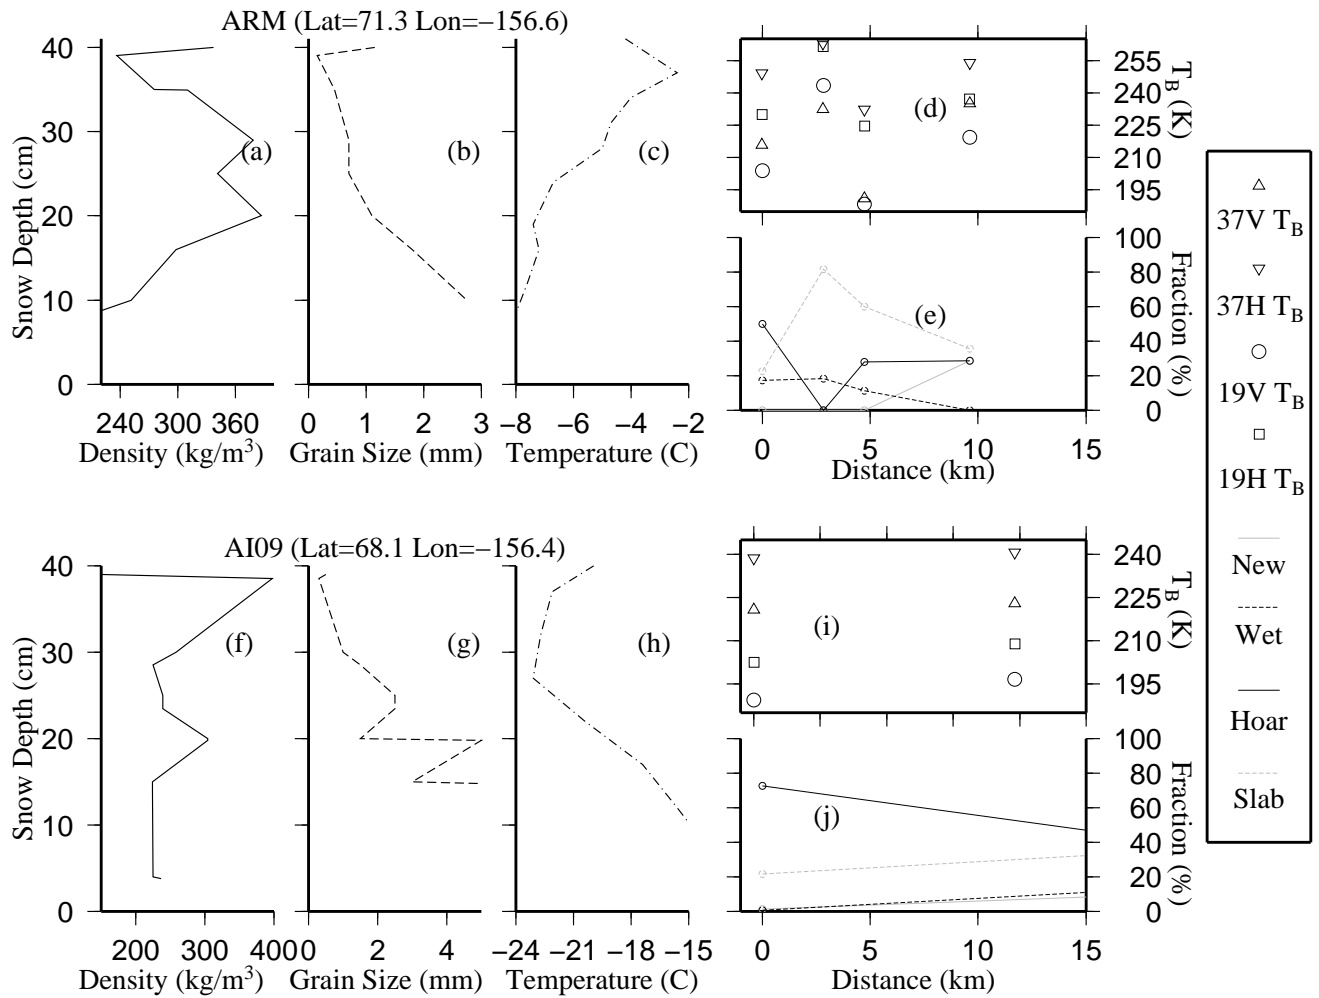 ARM (Lat=71.3 Lon=−156.6)
Snow Depth (cm)
40
30
20
10
0
(a)
240 300 360
Density (kg/m3)
(b)
0 1 2 3
Grain Size (mm)
(c)
−8 −6 −4 −2
Temperature (C)
(d)
255
240
225
210
195
TB (K)
(e)
100
80
60
40
20
0
Fraction (%)
0 5 10 15
Distance (km)
AI09 (Lat=68.1 Lon=−156.4)
Snow Depth (cm)
40
30
20
10
0
(f)
200 300 400
Density (kg/m3)
(g)
0 2 4
Grain Size (mm)
(h)
−24 −21 −18 −15
Temperature (C)
(i)
240
225
210
195
TB (K)
(j)
100
80
60
40
20
0
Fraction (%)
0 5 10 15
Distance (km)
37V TB
37H TB
19V TB
19H TB
New
Wet
Hoar
Slab